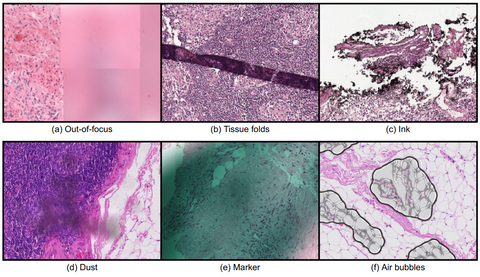 (a) Out-of-focus
(b) Tissue folds
(c) Ink
(d) Dust
(e) Marker
(f) Air bubbles